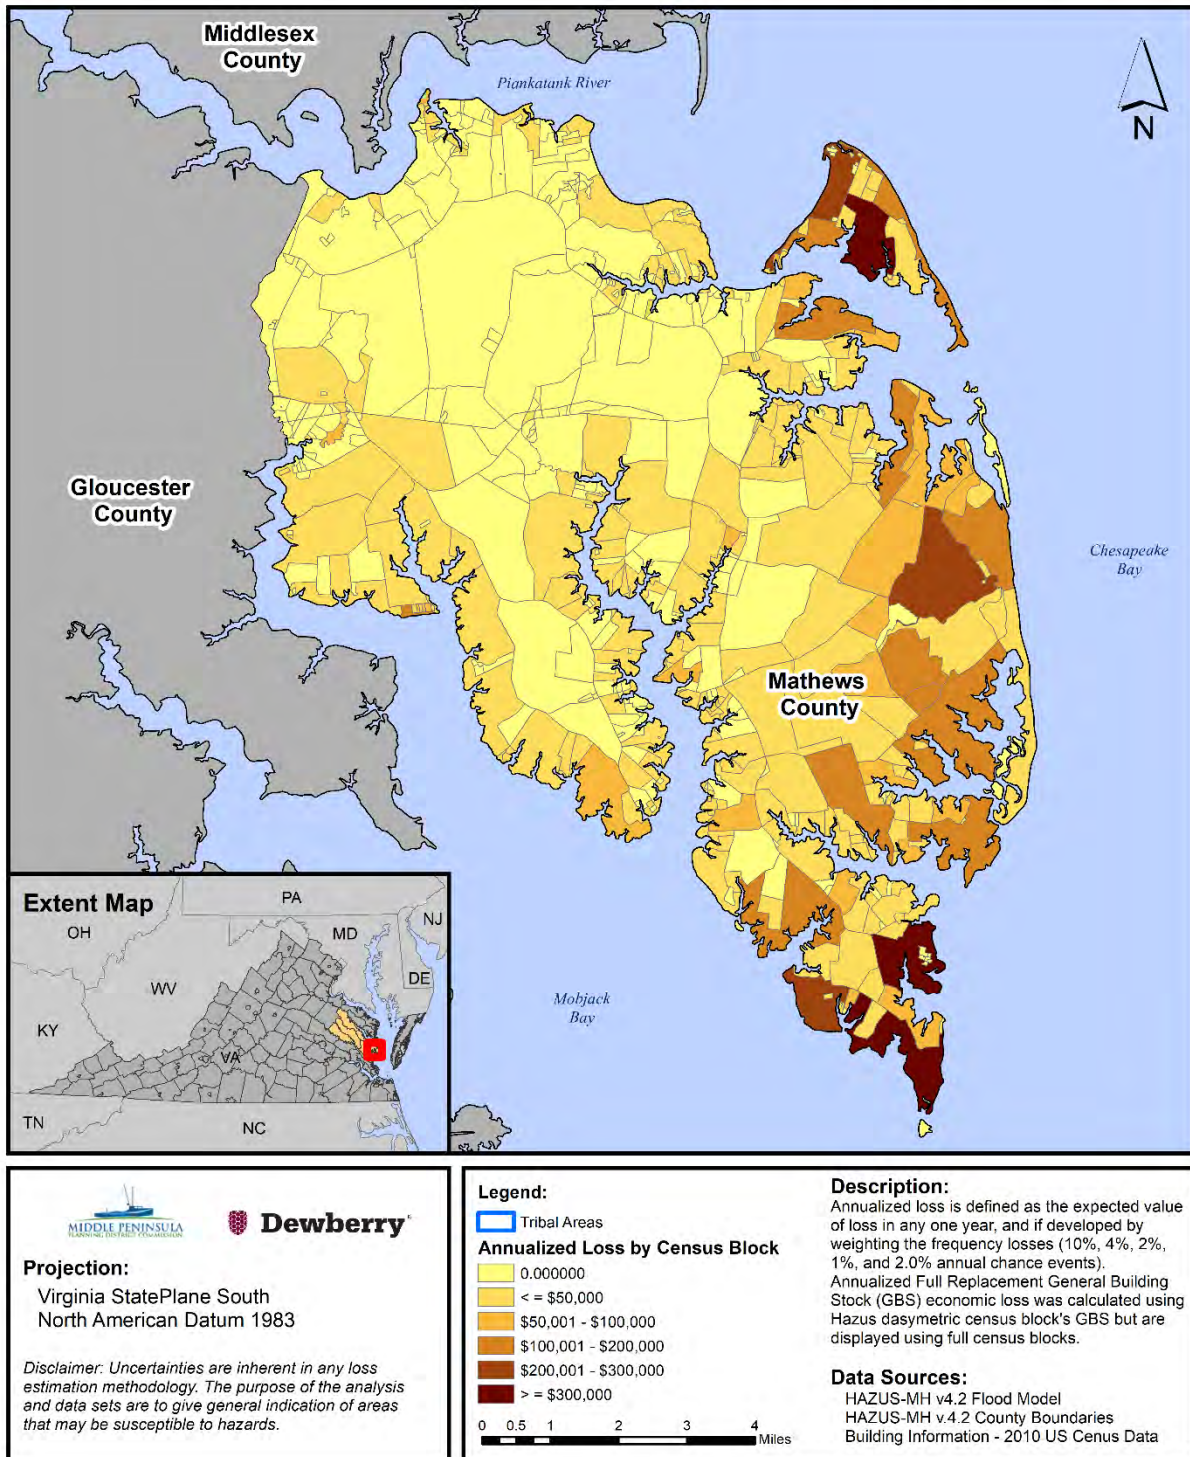 Middlesex
County
Piankatank River
N
Gloucester
County
Chesapeake
Bay
Mathews
County
Mobjack
Bay
Extent Map
PA
OH
NJ
MD
DE
WV
KY
VA
TN
NC
MIDDLE PENINSULA
PLANNING DISTRICT COMMISSION
Dewberry
Projection:
Virginia StatePlane South
North American Datum 1983
Disclaimer: Uncertainties are inherent in any loss
estimation methodology. The purpose of the analysis
and data sets are to give general indication of areas
that may be susceptible to hazards.
Legend:
Tribal Areas
Annualized Loss by Census Block
0.000000
< = $50,000
$50,001 - $100,000
$100,001 - $200,000
$200,001 - $300,000
> = $300,000
0 0.5 1 2 3 4
Miles
Description:
Annualized loss is defined as the expected value
of loss in any one year, and if developed by
weighting the frequency losses (10%, 4%, 2%,
1%, and 2.0% annual chance events).
Annualized Full Replacement General Building
Stock (GBS) economic loss was calculated using
Hazus dasymetric census block's GBS but are
displayed using full census blocks.
Data Sources:
HAZUS-MH v4.2 Flood Model
HAZUS-MH v.4.2 County Boundaries
Building Information - 2010 US Cenus Data